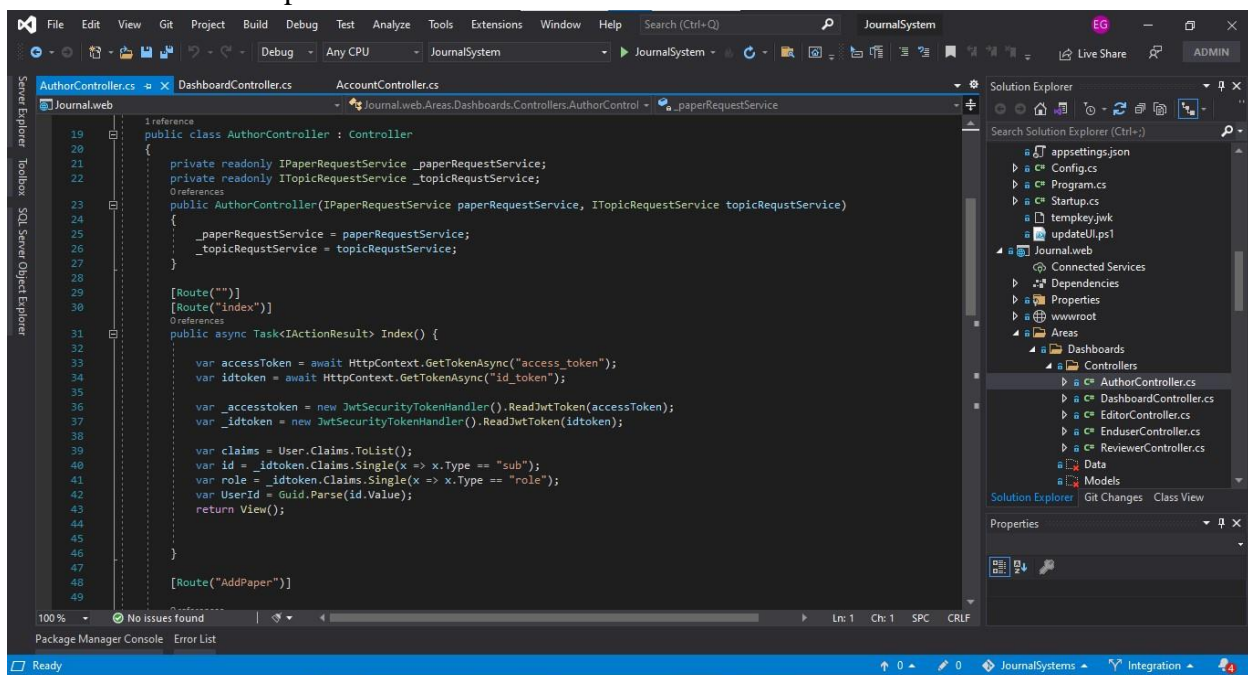 File Edit View Git Project Build Debug Test Analyze Tools Extensions Window Help Search (Ctrl+Q) JournalSystem EG
Debug Any CPU JournalSystem JournalSystem Live Share ADMIN
Server Explorer
Toolbox
SQL Server Object Explorer
AuthorController.cs DashboardController.cs AccountController.cs
Journal.web Journal.web.Areas.Dashboards.Controllers.AuthorControl _paperRequestService
1 reference
19 public class AuthorController : Controller
20 {
21 private readonly IPaperRequestService _paperRequestService;
22 private readonly ITopicRequestService _topicRequstService;
0 references
23 public AuthorController(IPaperRequestService paperRequestService, ITopicRequestService topicRequstService)
24 {
25 _paperRequestService = paperRequestService;
26 _topicRequstService = topicRequstService;
27 }
28
29 [Route("")]
30 [Route("index")]
0 references
31 public async Task<IActionResult> Index() {
32
33 var accessToken = await HttpContext.GetTokenAsync("access_token");
34 var idtoken = await HttpContext.GetTokenAsync("id_token");
35
36 var _accesstoken = new JwtSecurityTokenHandler().ReadJwtToken(accessToken);
37 var _idtoken = new JwtSecurityTokenHandler().ReadJwtToken(idtoken);
38
39 var claims = User.Claims.ToList();
40 var id = _idtoken.Claims.Single(x => x.Type == "sub");
41 var role = _idtoken.Claims.Single(x => x.Type == "role");
42 var UserId = Guid.Parse(id.Value);
43 return View();
44
45
46 }
47
48 [Route("AddPaper")]
49
100 % No issues found Ln: 1 Ch: 1 SPC CRLF
Solution Explorer
Search Solution Explorer (Ctrl+;)
appsettings.json
C# Config.cs
C# Program.cs
C# Startup.cs
tempkey.jwk
updateUI.ps1
Journal.web
Connected Services
Dependencies
Properties
wwwroot
Areas
Dashboards
Controllers
C# AuthorController.cs
C# DashboardController.cs
C# EditorController.cs
C# EnduserController.cs
C# ReviewerController.cs
Data
Models
Solution Explorer Git Changes Class View
Properties
Package Manager Console Error List
Ready 0 0 JournalSystems Integration 4